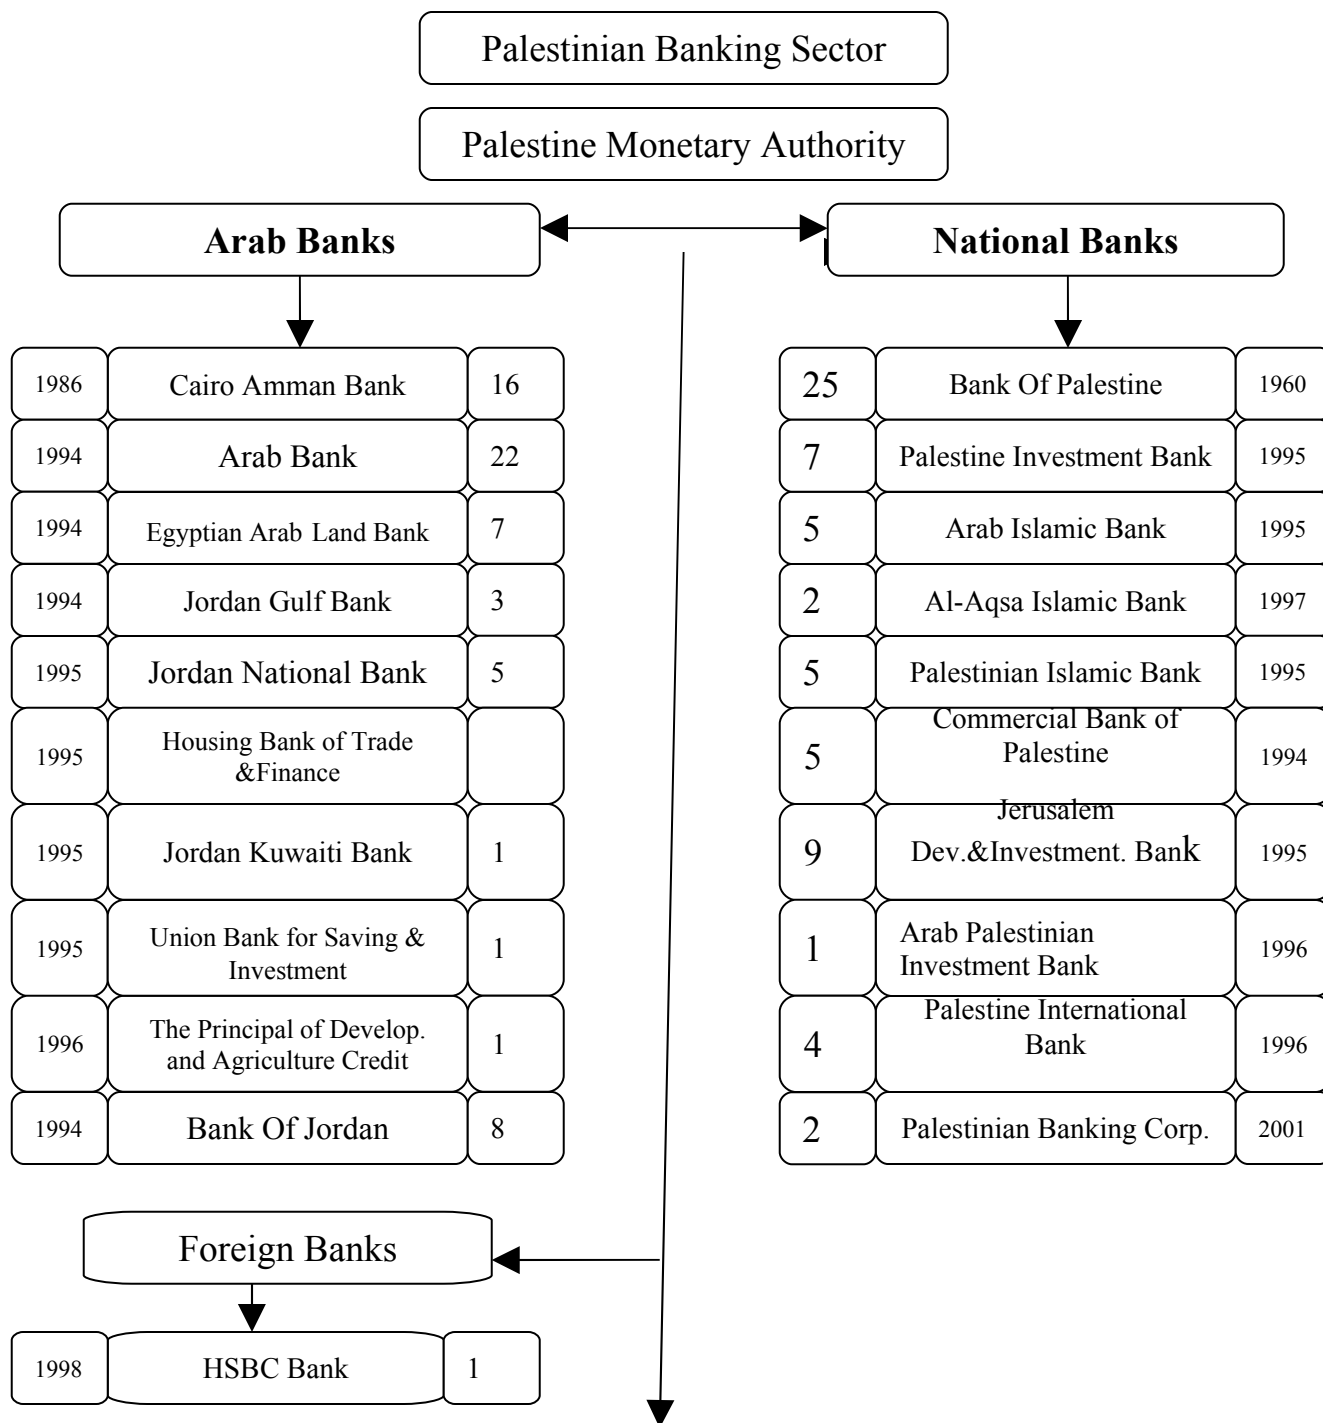 Palestinian Banking Sector
Palestine Monetary Authority
Arab Banks
1986 Cairo Amman Bank 16
1994 Arab Bank 22
1994 Egyptian Arab Land Bank 7
1994 Jordan Gulf Bank 3
1995 Jordan National Bank 5
1995 Housing Bank of Trade
&Finance
1995 Jordan Kuwaiti Bank 1
1995 Union Bank for Saving &
Investment 1
1996 The Principal of Develop.
and Agriculture Credit 1
1994 Bank Of Jordan 8
National Banks
25 Bank Of Palestine 1960
7 Palestine Investment Bank 1995
5 Arab Islamic Bank 1995
2 Al-Aqsa Islamic Bank 1997
5 Palestinian Islamic Bank 1995
5 Commercial Bank of
Palestine 1994
9 Jerusalem
Dev.&Investment. Bank 1995
1 Arab Palestinian
Investment Bank 1996
4 Palestine International
Bank 1996
2 Palestinian Banking Corp. 2001
Foreign Banks
1998 HSBC Bank 1